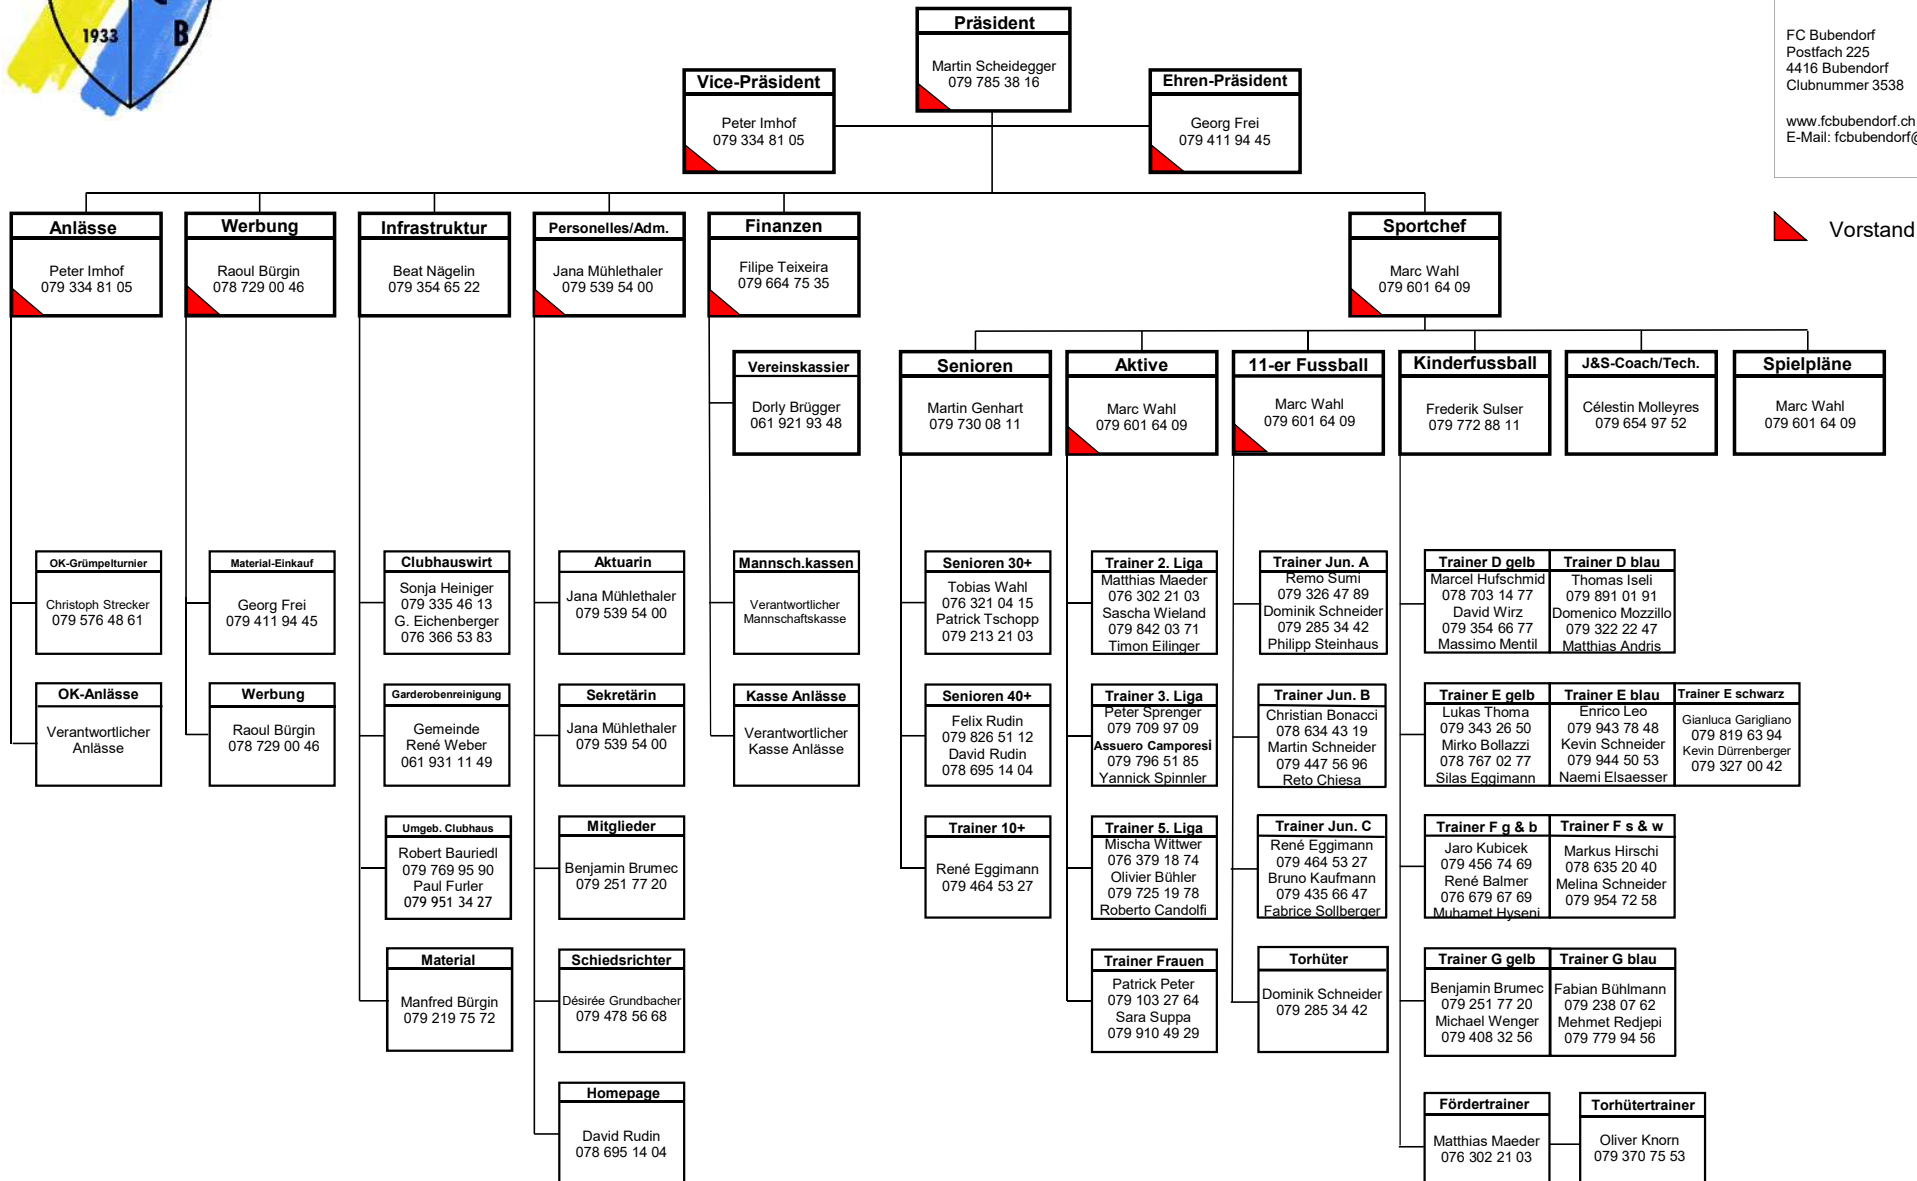 1933
B
Präsident
Martin Scheidegger
079 785 38 16
Vice-Präsident
Peter Imhof
079 334 81 05
Ehren-Präsident
Georg Frei
079 411 94 45
FC Bubendorf
Postfach 225
4416 Bubendorf
Clubnummer 3538
www.fcbubendorf.ch
E-Mail: fcbubendorf@
Vorstand
Anlässe
Peter Imhof
079 334 81 05
Werbung
Raoul Bürgin
078 729 00 46
Infrastruktur
Beat Nägelin
079 354 65 22
Personelles/Adm.
Jana Mühlethaler
079 539 54 00
Finanzen
Filipe Teixeira
079 664 75 35
Sportchef
Marc Wahl
079 601 64 09
Vereinskassier
Dorly Brügger
061 921 93 48
Senioren
Martin Genhart
079 730 08 11
Aktive
Marc Wahl
079 601 64 09
11-er Fussball
Marc Wahl
079 601 64 09
Kinderfussball
Frederik Sulser
079 772 88 11
J&S-Coach/Tech.
Célestin Molleyres
079 654 97 52
Spielpläne
Marc Wahl
079 601 64 09
OK-Grümpelturnier
Christoph Strecker
079 576 48 61
Material-Einkauf
Georg Frei
079 411 94 45
Clubhauswirt
Sonja Heiniger
079 335 46 13
G. Eichenberger
076 366 53 83
Aktuarin
Jana Mühlethaler
079 539 54 00
Mannsch.kassen
Verantwortlicher
Mannschaftskasse
Senioren 30+
Tobias Wahl
076 321 04 15
Patrick Tschopp
079 213 21 03
Trainer 2. Liga
Matthias Maeder
076 302 21 03
Sascha Wieland
079 842 03 71
Timon Eilinger
Trainer Jun. A
Remo Sumi
079 326 47 89
Dominik Schneider
079 285 34 42
Philipp Steinhaus
Trainer D gelb
Marcel Hufschmid
078 703 14 77
David Wirz
079 354 66 77
Massimo Mentil
Trainer D blau
Thomas Iseli
079 891 01 91
Domenico Mozzillo
079 322 22 47
Matthias Andris
OK-Anlässe
Verantwortlicher
Anlässe
Werbung
Raoul Bürgin
078 729 00 46
Garderobenreinigung
Gemeinde
René Weber
061 931 11 49
Sekretärin
Jana Mühlethaler
079 539 54 00
Kasse Anlässe
Verantwortlicher
Kasse Anlässe
Senioren 40+
Felix Rudin
079 826 51 12
David Rudin
078 695 14 04
Trainer 3. Liga
Peter Sprenger
079 709 97 09
Assuero Camporesi
079 796 51 85
Yannick Spinnler
Trainer Jun. B
Christian Bonacci
078 634 43 19
Martin Schneider
079 447 56 96
Reto Chiesa
Trainer E gelb
Lukas Thoma
079 343 26 50
Mirko Bollazzi
078 767 02 77
Silas Eggimann
Trainer E blau
Enrico Leo
079 943 78 48
Kevin Schneider
079 944 50 53
Naemi Elsaesser
Trainer E schwarz
Gianluca Garigliano
079 819 63 94
Kevin Dürrenberger
079 327 00 42
Umgeb. Clubhaus
Robert Bauriedl
079 769 95 90
Paul Furler
079 951 34 27
Mitglieder
Benjamin Brumec
079 251 77 20
Trainer 10+
René Eggimann
079 464 53 27
Trainer 5. Liga
Mischa Wittwer
076 379 18 74
Olivier Bühler
079 725 19 78
Roberto Candolfi
Trainer Jun. C
René Eggimann
079 464 53 27
Bruno Kaufmann
079 435 66 47
Fabrice Sollberger
Trainer F g & b
Jaro Kubicek
079 456 74 69
René Balmer
076 679 67 69
Muhamet Hyseni
Trainer F s & w
Markus Hirschi
078 635 20 40
Melina Schneider
079 954 72 58
Material
Manfred Bürgin
079 219 75 72
Schiedsrichter
Désirée Grundbacher
079 478 56 68
Trainer Frauen
Patrick Peter
079 103 27 64
Sara Suppa
079 910 49 29
Torhüter
Dominik Schneider
079 285 34 42
Trainer G gelb
Benjamin Brumec
079 251 77 20
Michael Wenger
079 408 32 56
Trainer G blau
Fabian Bühlmann
079 238 07 62
Mehmet Redjepi
079 779 94 56
Homepage
David Rudin
078 695 14 04
Fördertrainer
Matthias Maeder
076 302 21 03
Torhütertrainer
Oliver Knorn
079 370 75 53